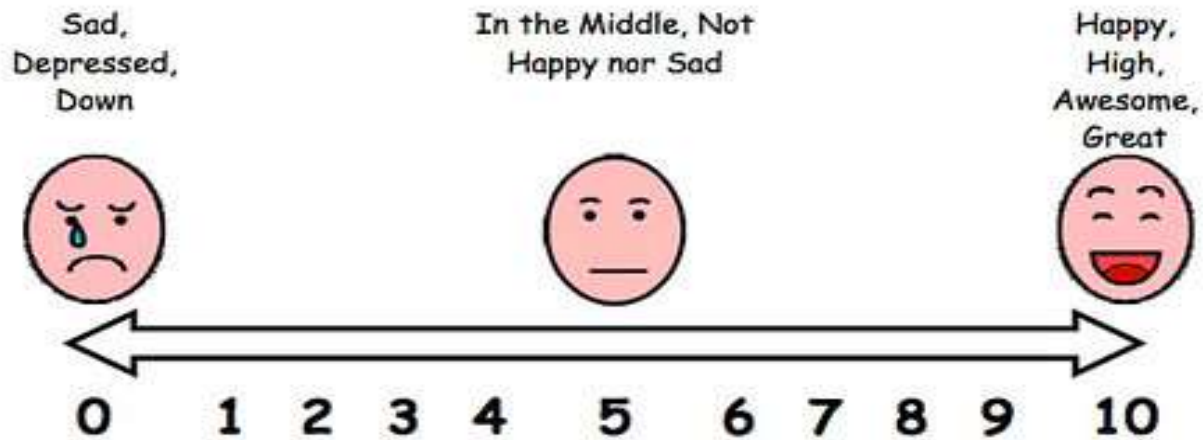 Sad,
Depressed,
Down
In the Middle, Not
Happy nor Sad
Happy,
High,
Awesome,
Great
0 1 2 3 4 5 6 7 8 9 10